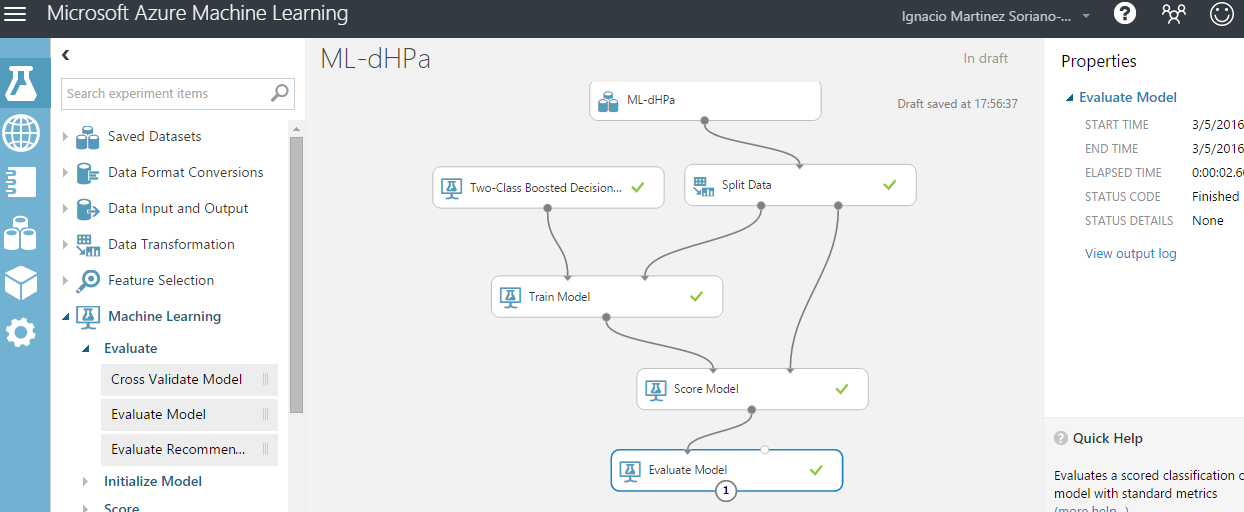 Microsoft Azure Machine Learning
Ignacio Martinez Soriano-...
ML-dHPa
In draft
Draft saved at 17:56:37
Search experiment items
Saved Datasets
Data Format Conversions
Data Input and Output
Data Transformation
Feature Selection
Machine Learning
Evaluate
Cross Validate Model
Evaluate Model
Evaluate Recommen...
Initialize Model
Score
ML-dHPa
Two-Class Boosted Decision...
Split Data
Train Model
Score Model
Evaluate Model
1
Properties
Evaluate Model
START TIME 3/5/2016
END TIME 3/5/2016
ELAPSED TIME 0:00:02.6
STATUS CODE Finished
STATUS DETAILS None
View output log
? Quick Help
Evaluates a scored classification o
model with standard metrics
(more help...)